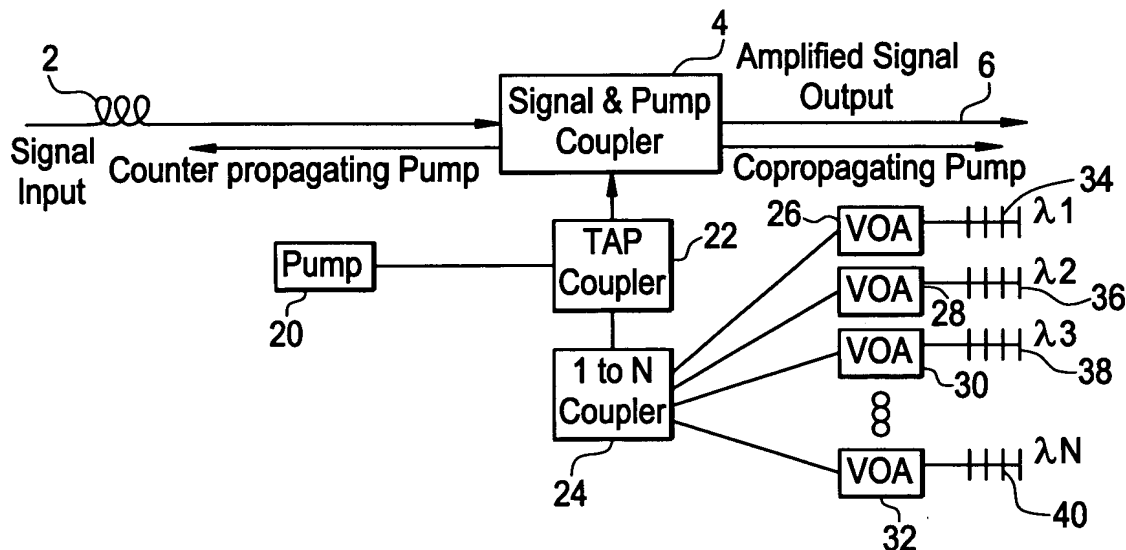 2
4
Amplified Signal
Output
6
Signal & Pump
Coupler
Signal
Input
Counter propagating Pump
Copropagating Pump
34
26
VOA
λ1
TAP
Coupler
22
Pump
20
VOA
λ2
28
36
VOA
λ3
30
38
1 to N
Coupler
24
VOA
λN
32
40